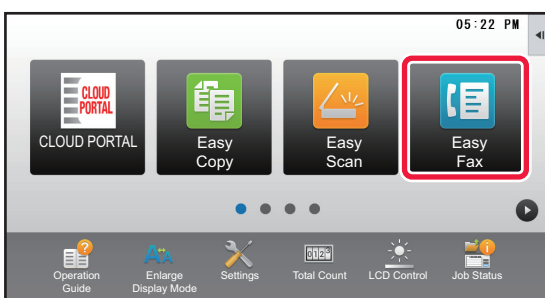 05:22 PM
CLOUD
PORTAL
CLOUD PORTAL
Easy
Copy
Easy
Scan
Easy
Fax
Operation
Guide
Enlarge
Display Mode
Settings
Total Count
LCD Control
Job Status